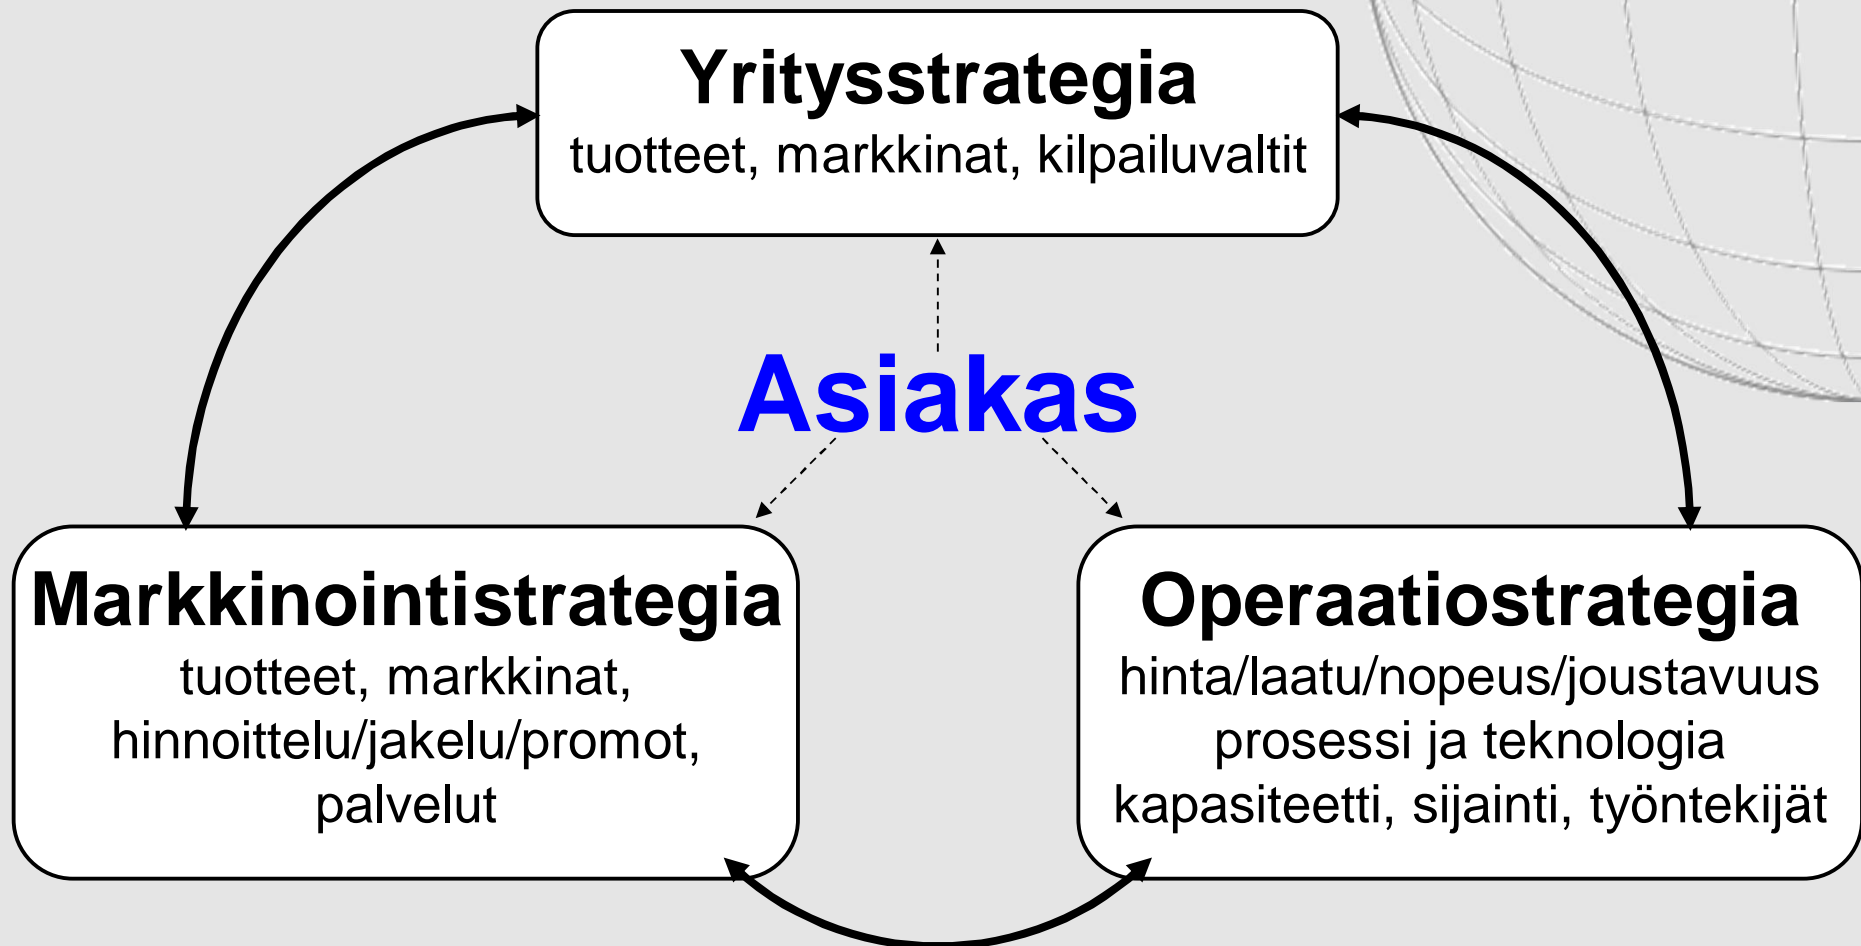 Yritysstrategia
tuotteet, markkinat, kilpailuvaltit
Asiakas
Markkinointistrategia
tuotteet, markkinat,
hinnoittelu/jakelu/promot,
palvelut
Operaatiostrategia
hinta/laatu/nopeus/joustavuus
prosessi ja teknologia
kapasiteetti, sijainti, työntekijät